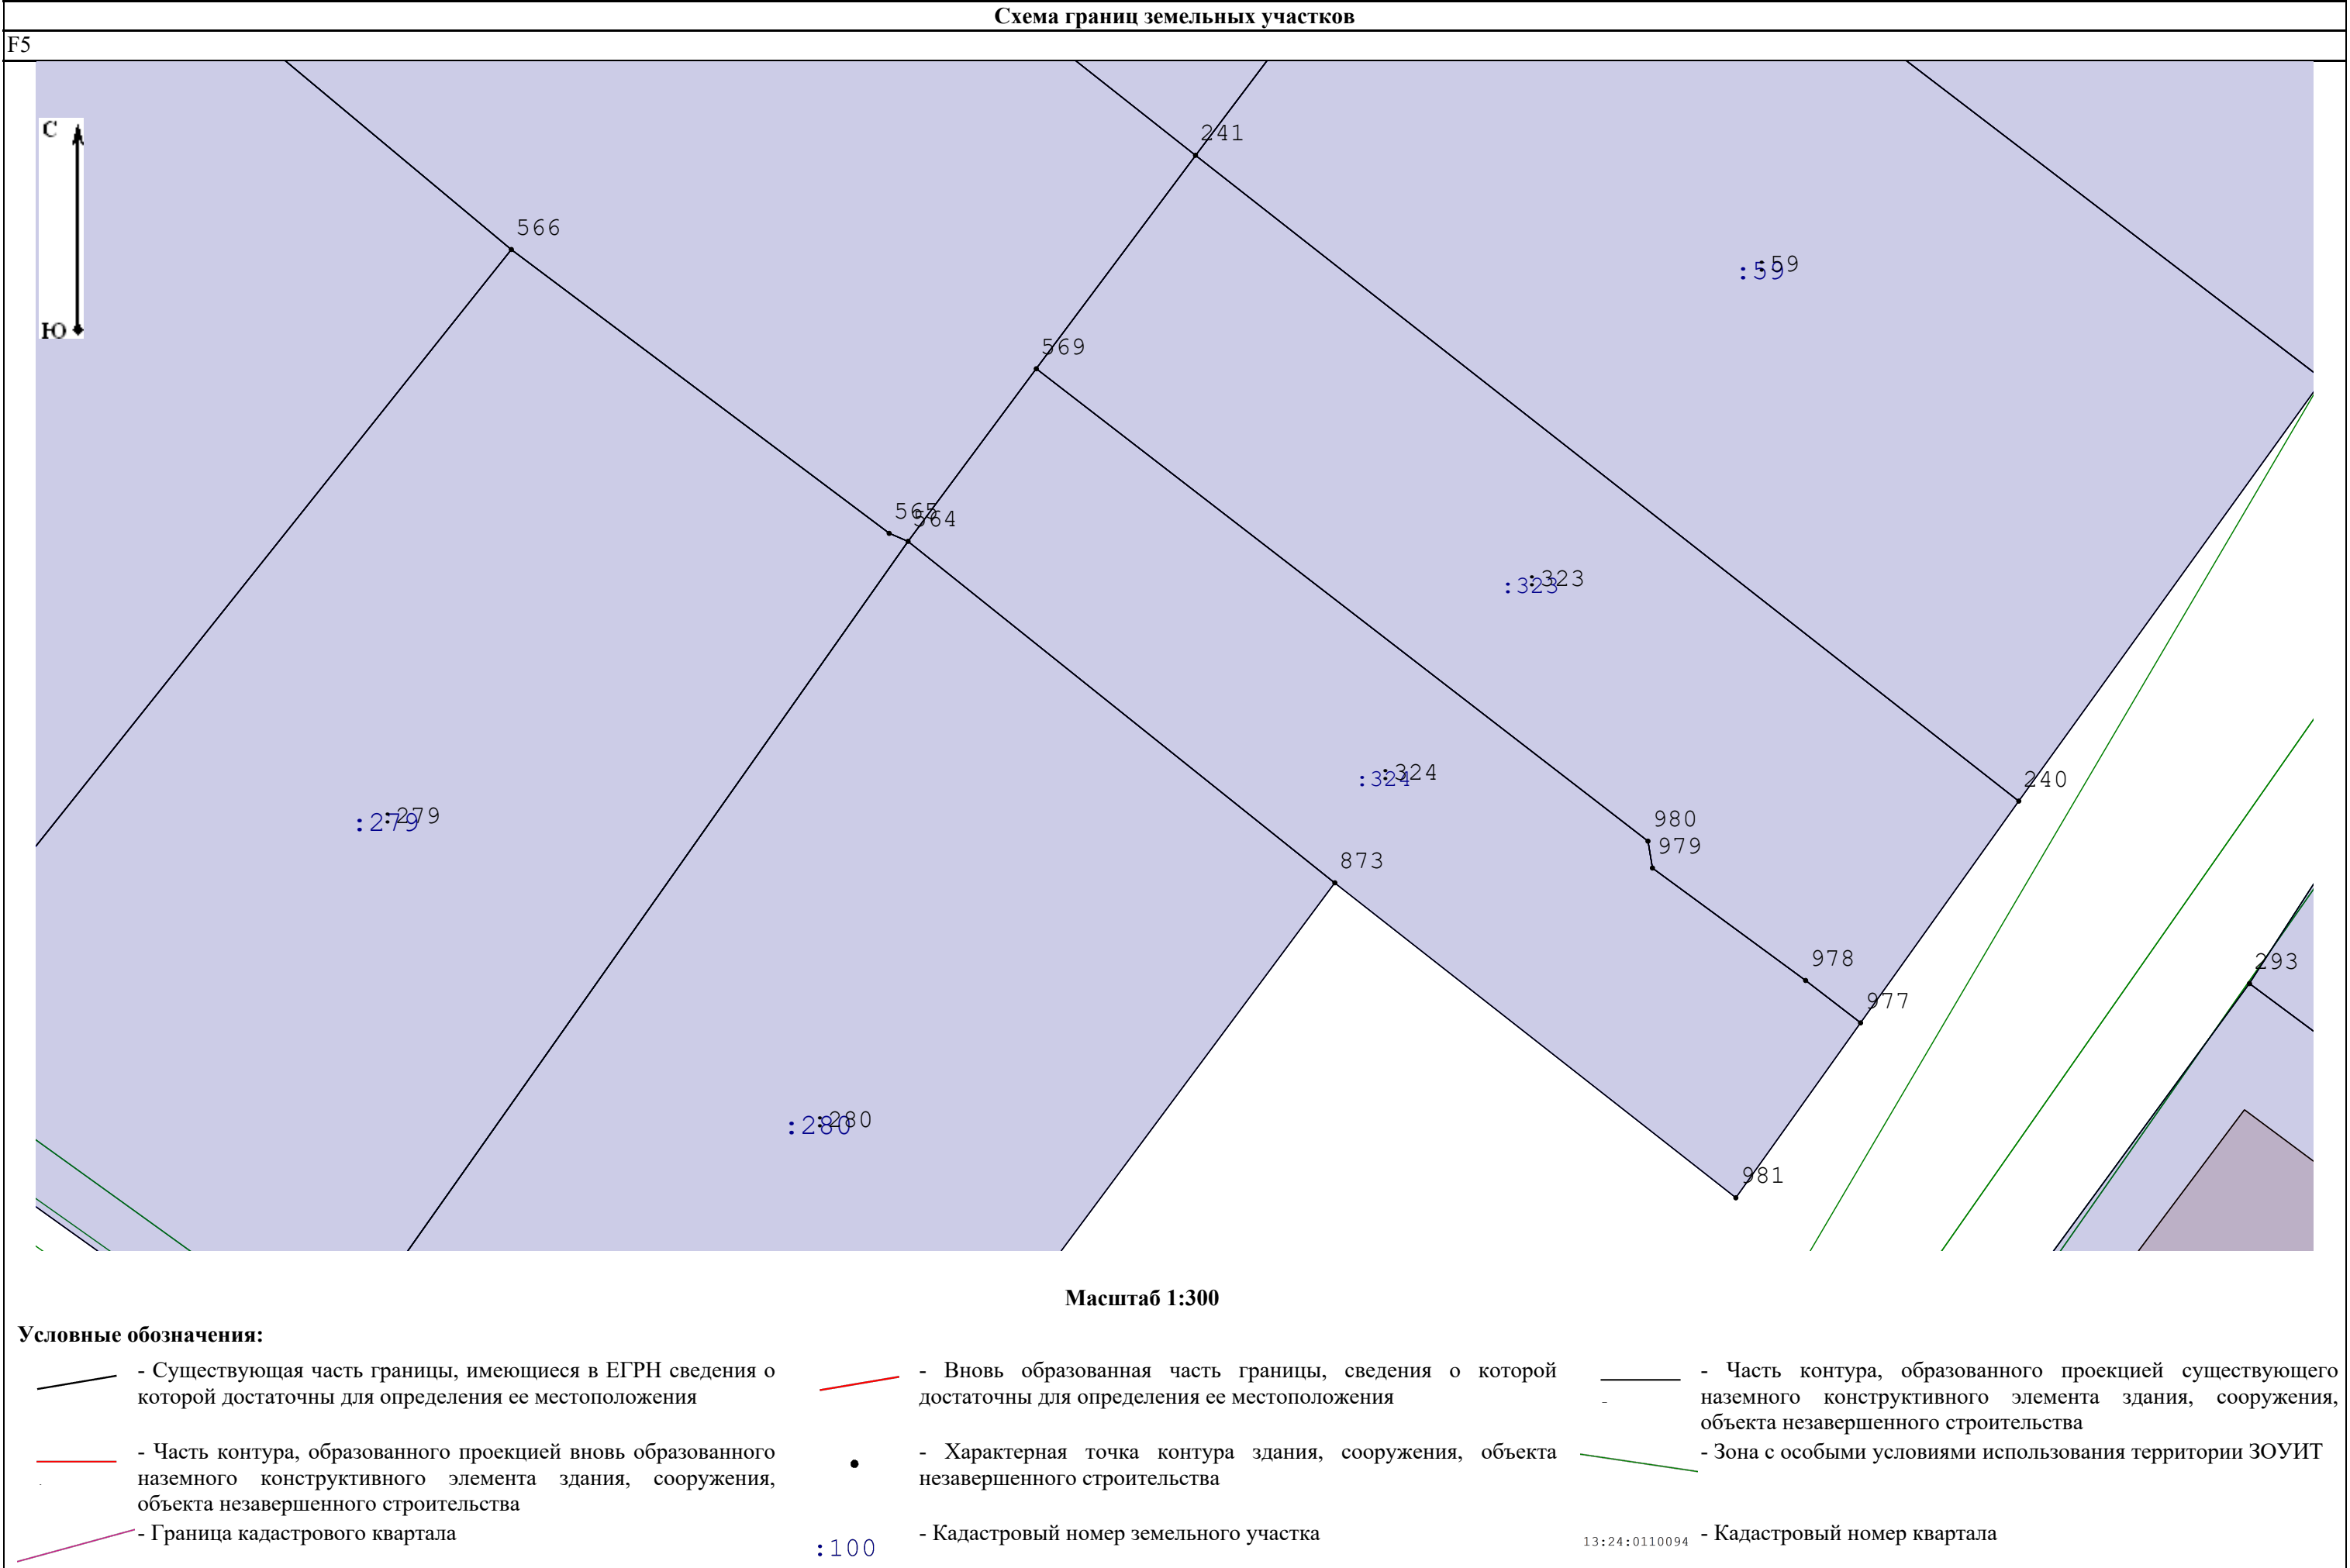 Схема границ земельных участков
F5
С
Ю
241
566
:59
:59
569
565
564
:323
:323
:324
:324
240
980
979
:279
:279
873
978
293
977
:280
:280
981
Масштаб 1:300
Условные обозначения:
- Существующая часть границы, имеющиеся в ЕГРН сведения о
которой достаточны для определения ее местоположения
- Вновь образованная часть границы, сведения о которой
достаточны для определения ее местоположения
- Часть контура, образованного проекцией существующего
наземного конструктивного элемента здания, сооружения,
объекта незавершенного строительства
- Часть контура, образованного проекцией вновь образованного
наземного конструктивного элемента здания, сооружения,
объекта незавершенного строительства
- Характерная точка контура здания, сооружения, объекта
незавершенного строительства
- Зона с особыми условиями использования территории ЗОУИТ
- Граница кадастрового квартала
:100
- Кадастровый номер земельного участка
13:24:0110094
- Кадастровый номер квартала